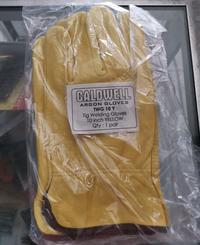 CALDWELL
ARGON GLOVES
TWG 10 Y
Tig Welding Gloves
10 inch YELLOW
Qty : 1 pair